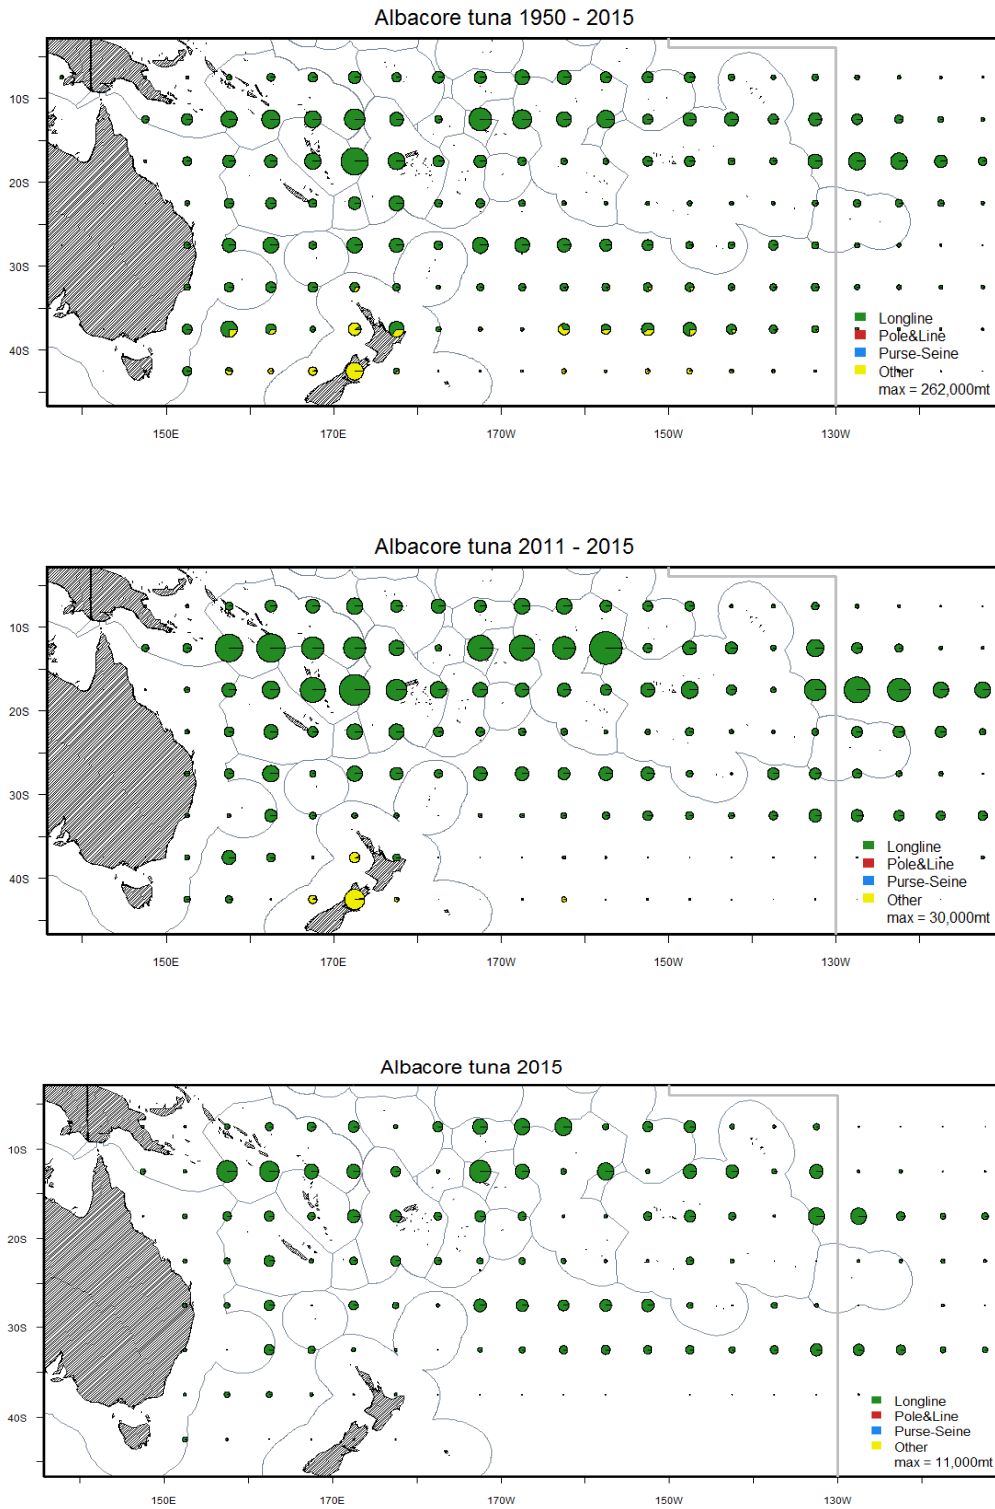 Albacore tuna 1950 - 2015
10S
20S
30S
40S
Longline
Pole&Line
Purse-Seine
Other
max = 262,000mt
150E 170E 170W 150W 130W
Albacore tuna 2011 - 2015
10S
20S
30S
40S
Longline
Pole&Line
Purse-Seine
Other
max = 30,000mt
150E 170E 170W 150W 130W
Albacore tuna 2015
10S
20S
30S
40S
Longline
Pole&Line
Purse-Seine
Other
max = 11,000mt
150E 170E 170W 150W 130W